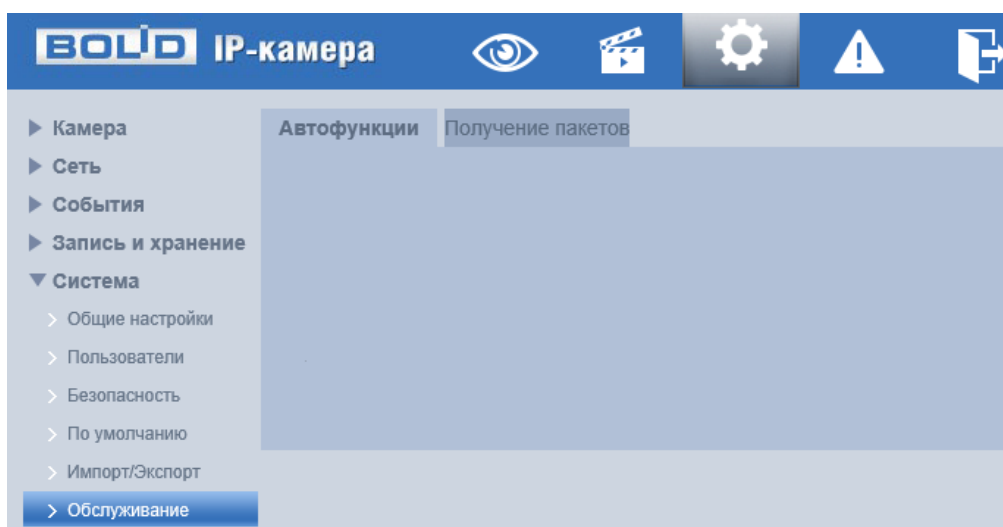 BOLID IP-камера
Камера
Сеть
События
Запись и хранение
Система
Общие настройки
Пользователи
Безопасность
По умолчанию
Импорт/Экспорт
Обслуживание
Автофункции Получение пакетов